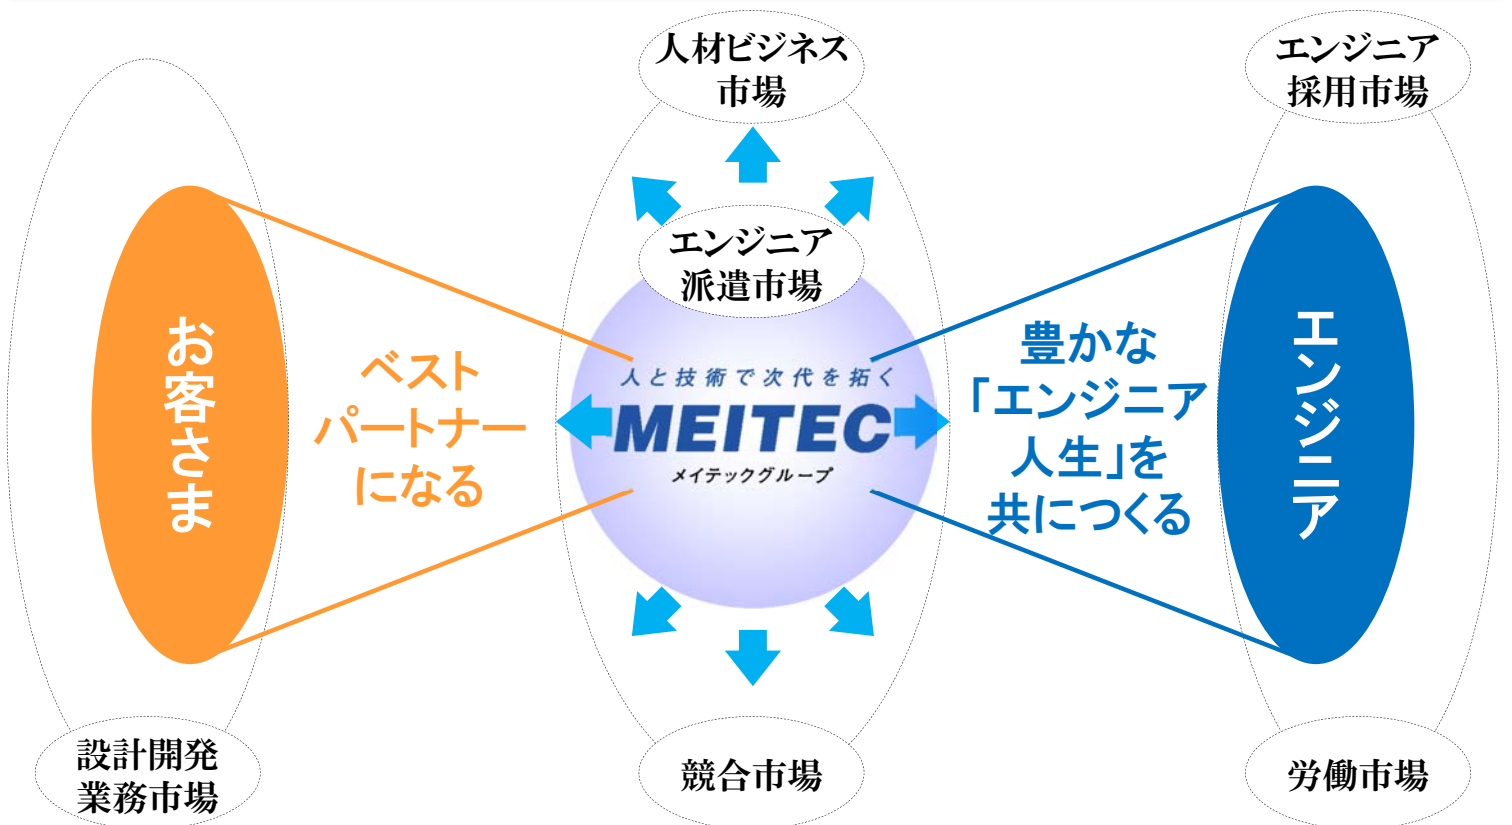 人材ビジネス
市場
エンジニア
採用市場
エンジニア
派遣市場
お客さま
ベスト
パートナー
になる
人と技術で次代を拓く
MEITEC
メイテックグループ
豊かな
「エンジニア
人生」を
共につくる
エンジニア
設計開発
業務市場
競合市場
労働市場